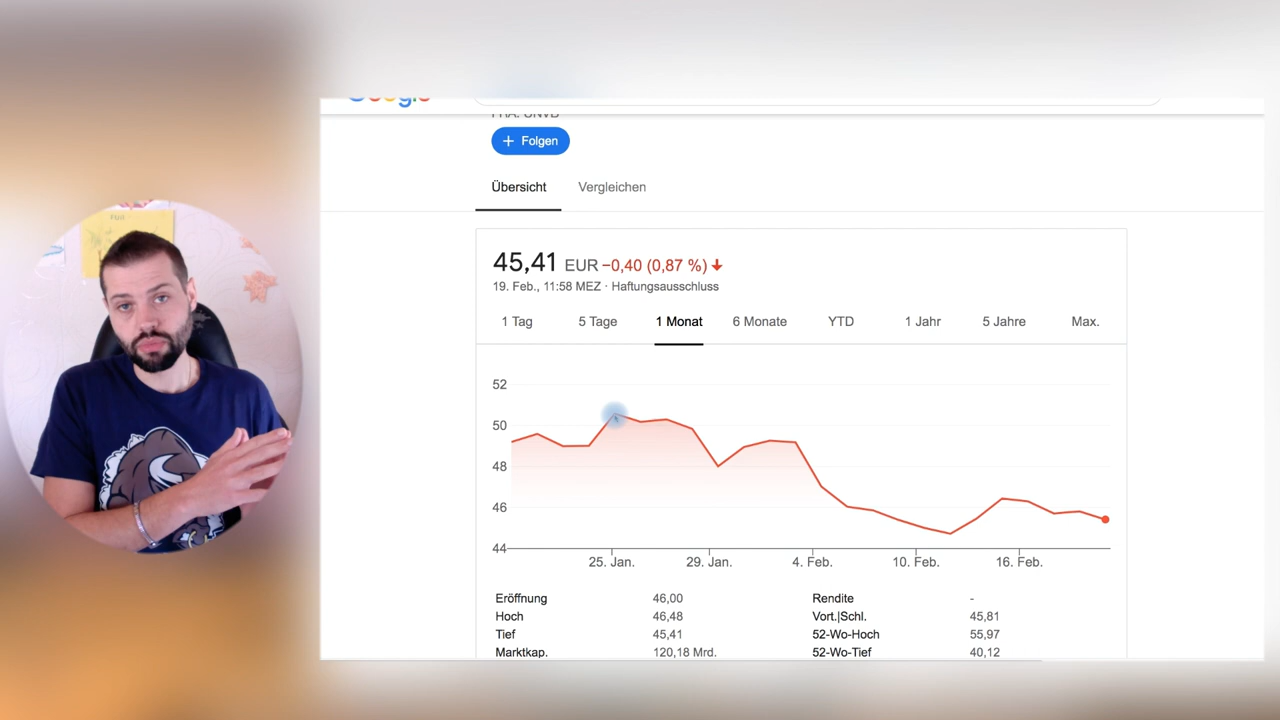 Google
FRA: UNVB
+ Folgen
Übersicht Vergleichen
45,41 EUR −0,40 (0,87 %)
19. Feb., 11:58 MEZ · Haftungsausschluss
1 Tag 5 Tage 1 Monat 6 Monate YTD 1 Jahr 5 Jahre Max.
52
50
48
46
44
25. Jan. 29. Jan. 4. Feb. 10. Feb. 16. Feb.
Eröffnung 46,00 Rendite -
Hoch 46,48 Vort.|Schl. 45,81
Tief 45,41 52-Wo-Hoch 55,97
Marktkap. 120,18 Mrd. 52-Wo-Tief 40,12